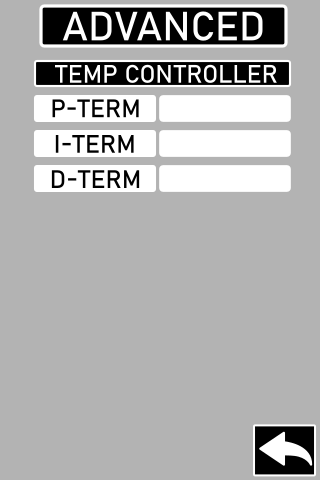 ADVANCED
TEMP CONTROLLER
P-TERM
I-TERM
D-TERM